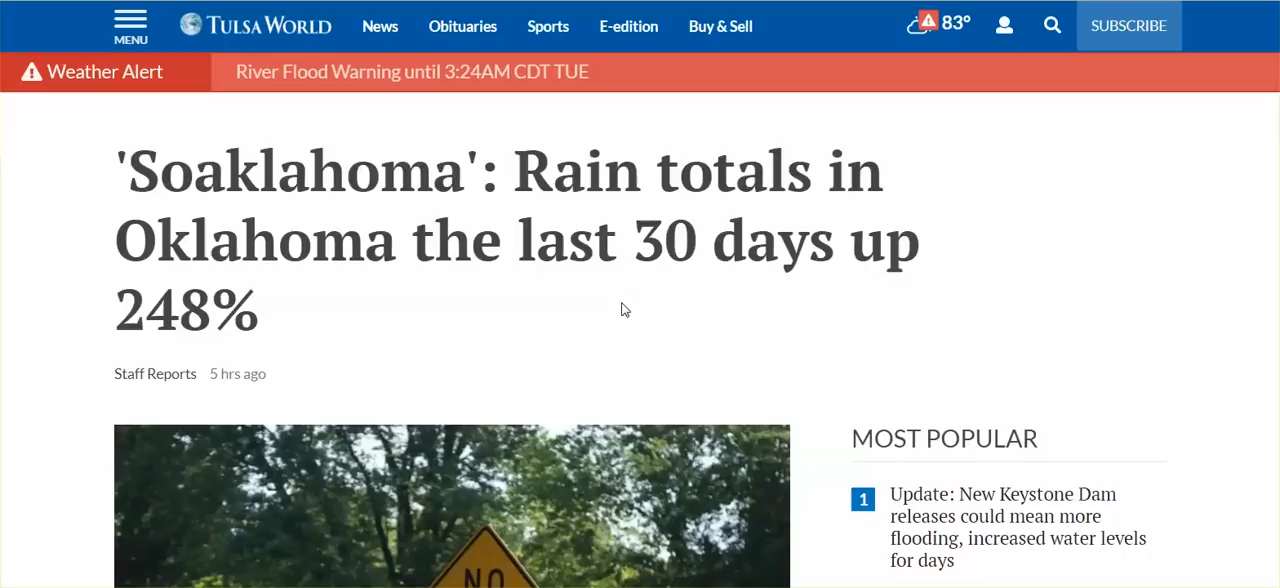 MENU
TULSA WORLD
News
Obituaries
Sports
E-edition
Buy & Sell
83°
SUBSCRIBE
Weather Alert
River Flood Warning until 3:24AM CDT TUE
'Soaklahoma': Rain totals in
Oklahoma the last 30 days up
248%
Staff Reports 5 hrs ago
NO
MOST POPULAR
1
Update: New Keystone Dam
releases could mean more
flooding, increased water levels
for days